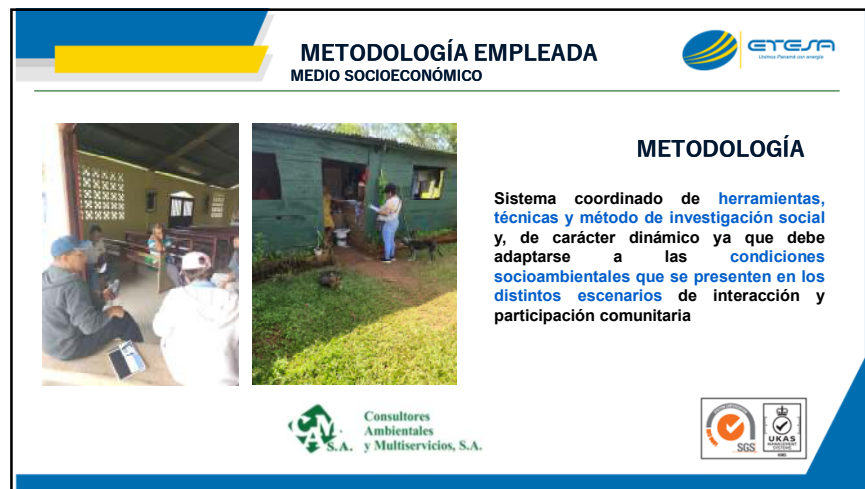 METODOLOGÍA EMPLEADA
MEDIO SOCIOECONÓMICO
ETESA
Unimos Panamá con energía
METODOLOGÍA
Sistema coordinado de herramientas,
técnicas y método de investigación social
y, de carácter dinámico ya que debe
adaptarse a las condiciones
socioambientales que se presenten en los
distintos escenarios de interacción y
participación comunitaria
CAM
S.A.
Consultores
Ambientales
y Multiservicios, S.A.
SGS
UKAS
MANAGEMENT
SYSTEMS